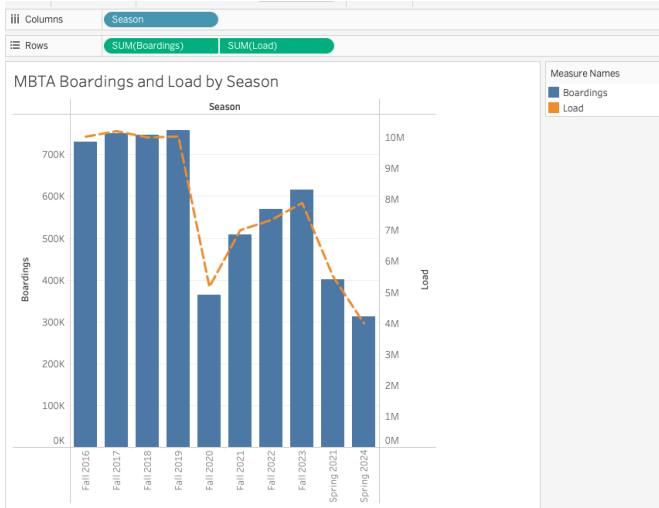 Columns
Season
Rows
SUM(Boardings)
SUM(Load)
MBTA Boardings and Load by Season
Season
700K
600K
500K
400K
300K
200K
100K
0K
Boardings
10M
9M
8M
7M
6M
5M
4M
3M
2M
1M
0M
Load
Fall 2016
Fall 2017
Fall 2018
Fall 2019
Fall 2020
Fall 2021
Fall 2022
Fall 2023
Spring 2021
Spring 2024
Measure Names
Boardings
Load